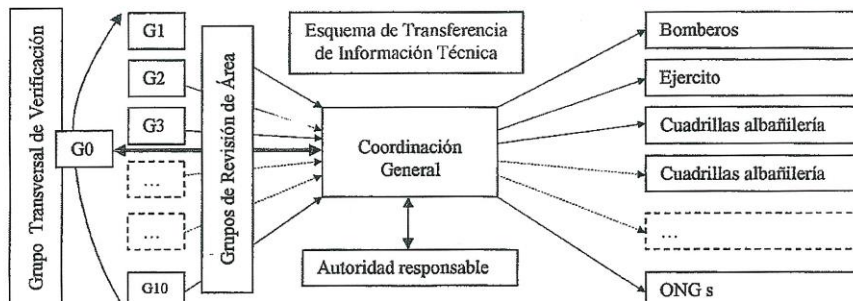 Grupo Transversal de Verificación
G0
G1
G2
G3
...
...
G10
Grupos de Revisión de Área
Esquema de Transferencia
de Información Técnica
Coordinación
General
Autoridad responsable
Bomberos
Ejercito
Cuadrillas albañilería
Cuadrillas albañilería
...
ONG s